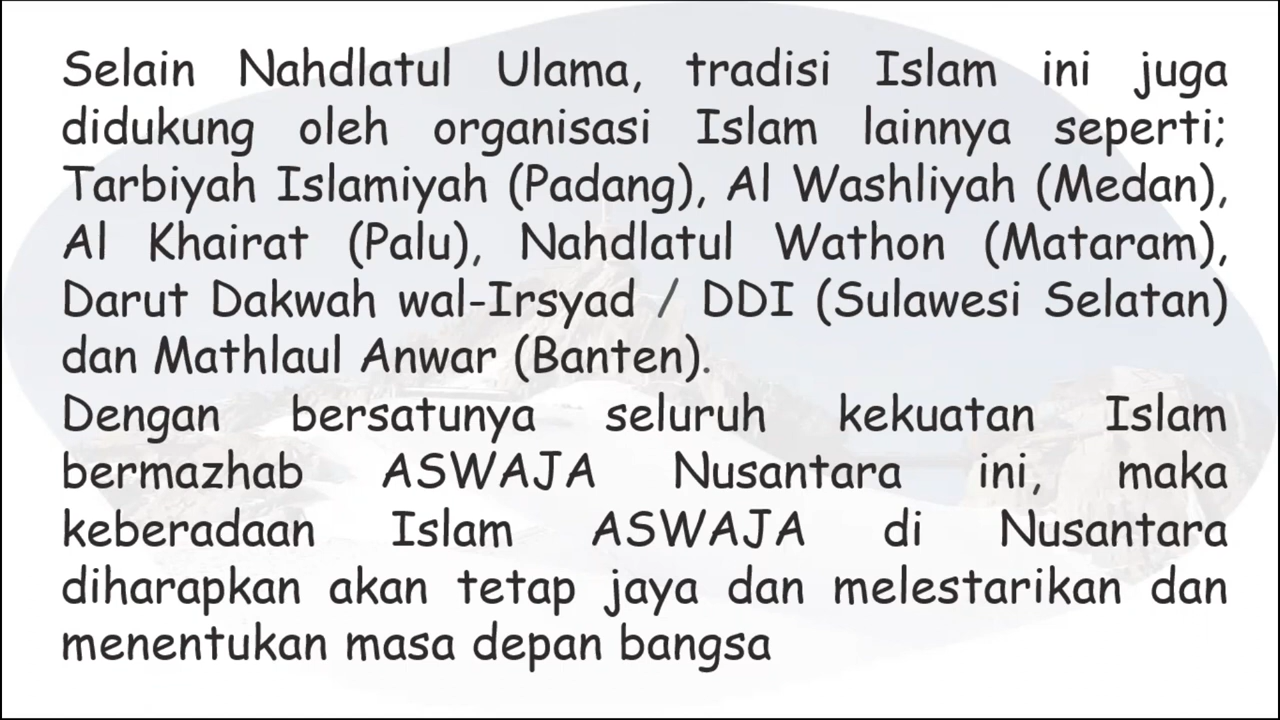 Selain Nahdlatul Ulama, tradisi Islam ini juga
didukung oleh organisasi Islam lainnya seperti;
Tarbiyah Islamiyah (Padang), Al Washliyah (Medan),
Al Khairat (Palu), Nahdlatul Wathon (Mataram),
Darut Dakwah wal-Irsyad / DDI (Sulawesi Selatan)
dan Mathlaul Anwar (Banten).
Dengan bersatunya seluruh kekuatan Islam
bermazhab ASWAJA Nusantara ini, maka
keberadaan Islam ASWAJA di Nusantara
diharapkan akan tetap jaya dan melestarikan dan
menentukan masa depan bangsa